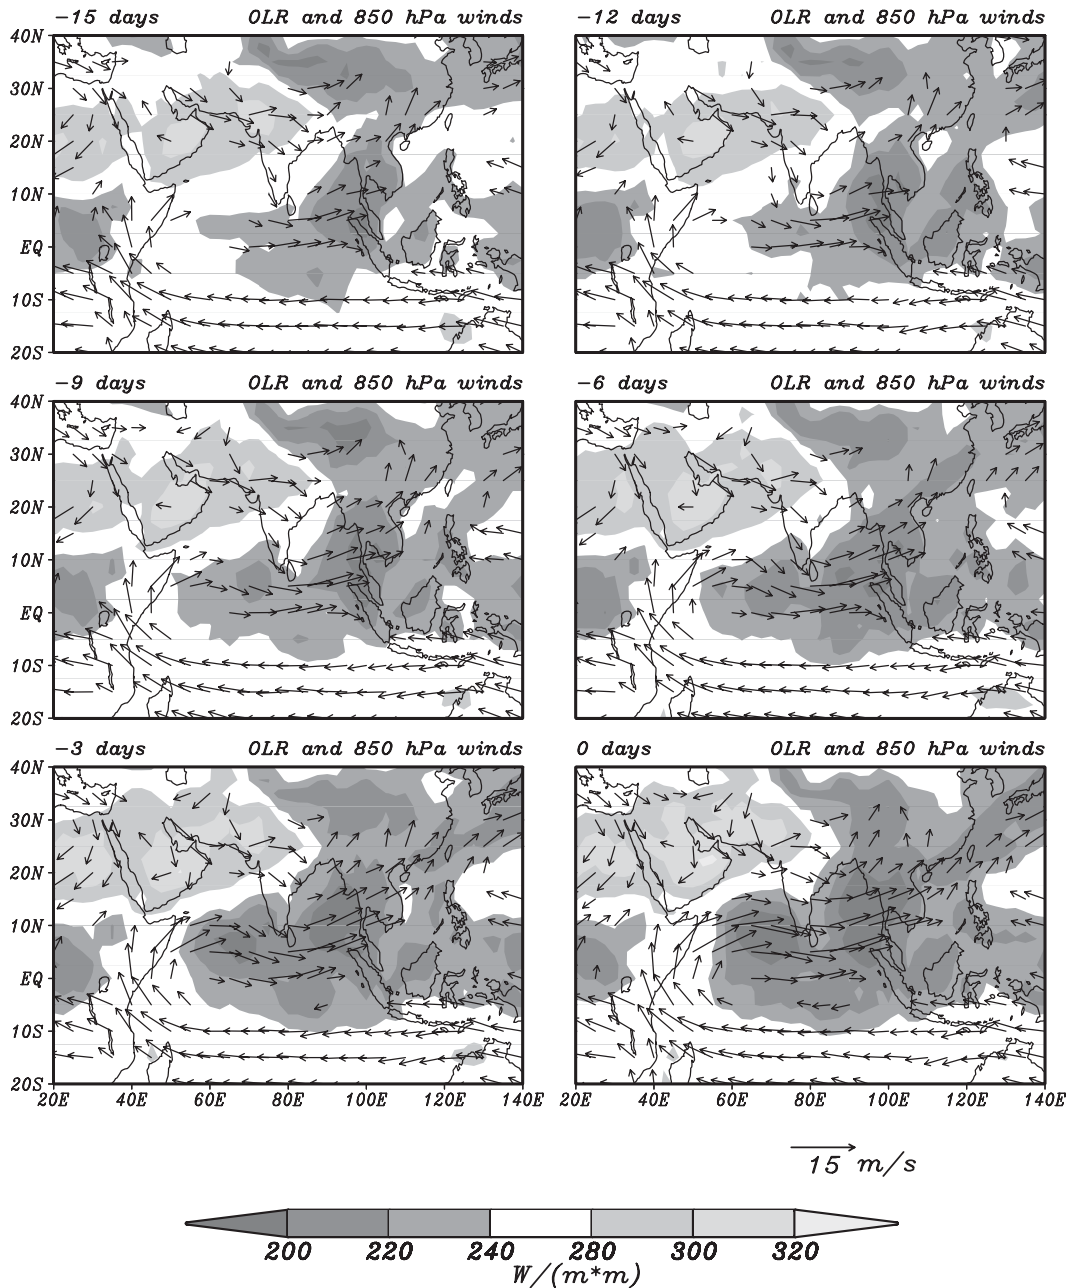 -15 days OLR and 850 hPa winds
-12 days OLR and 850 hPa winds
40N
30N
20N
10N
EQ
10S
20S
-9 days OLR and 850 hPa winds
-6 days OLR and 850 hPa winds
40N
30N
20N
10N
EQ
10S
20S
-3 days OLR and 850 hPa winds
0 days OLR and 850 hPa winds
40N
30N
20N
10N
EQ
10S
20S
20E 40E 60E 80E 100E 120E 140E
20E 40E 60E 80E 100E 120E 140E
15 m/s
200 220 240 280 300 320
W/(m*m)